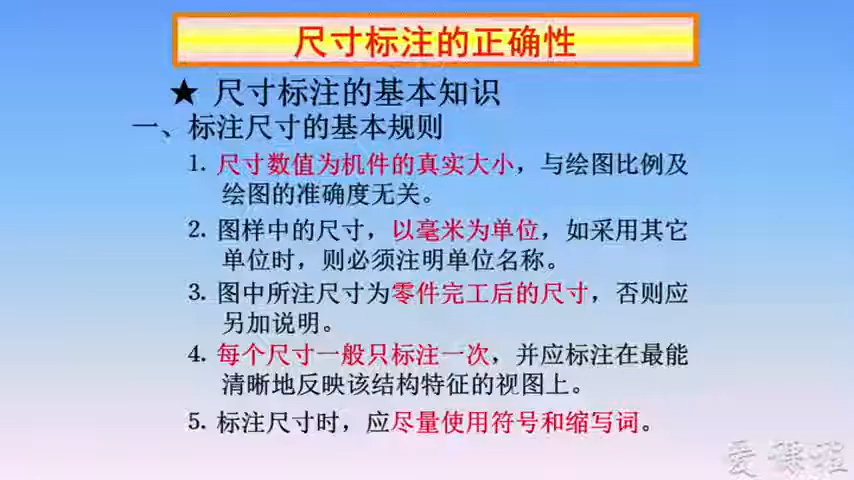 尺寸标注的正确性
★ 尺寸标注的基本知识
一、标注尺寸的基本规则
1. 尺寸数值为机件的真实大小，与绘图比例及
绘图的准确度无关。
2. 图样中的尺寸，以毫米为单位，如采用其它
单位时，则必须注明单位名称。
3. 图中所注尺寸为零件完工后的尺寸，否则应
另加说明。
4. 每个尺寸一般只标注一次，并应标注在最能
清晰地反映该结构特征的视图上。
5. 标注尺寸时，应尽量使用符号和缩写词。
爱课程